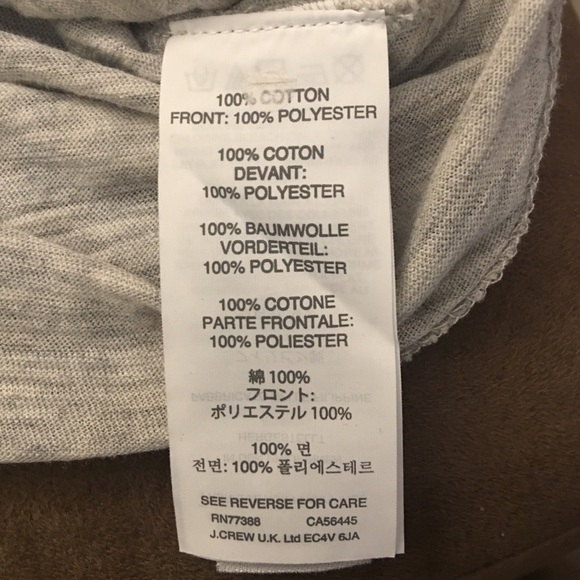 100% COTTON
FRONT: 100% POLYESTER
100% COTON
DEVANT:
100% POLYESTER
100% BAUMWOLLE
VORDERTEIL:
100% POLYESTER
100% COTONE
PARTE FRONTALE:
100% POLIESTER
綿 100%
フロント:
ポリエステル 100%
100% 면
전면: 100% 폴리에스테르
SEE REVERSE FOR CARE
RN77388 CA56445
J.CREW U.K. Ltd EC4V 6JA